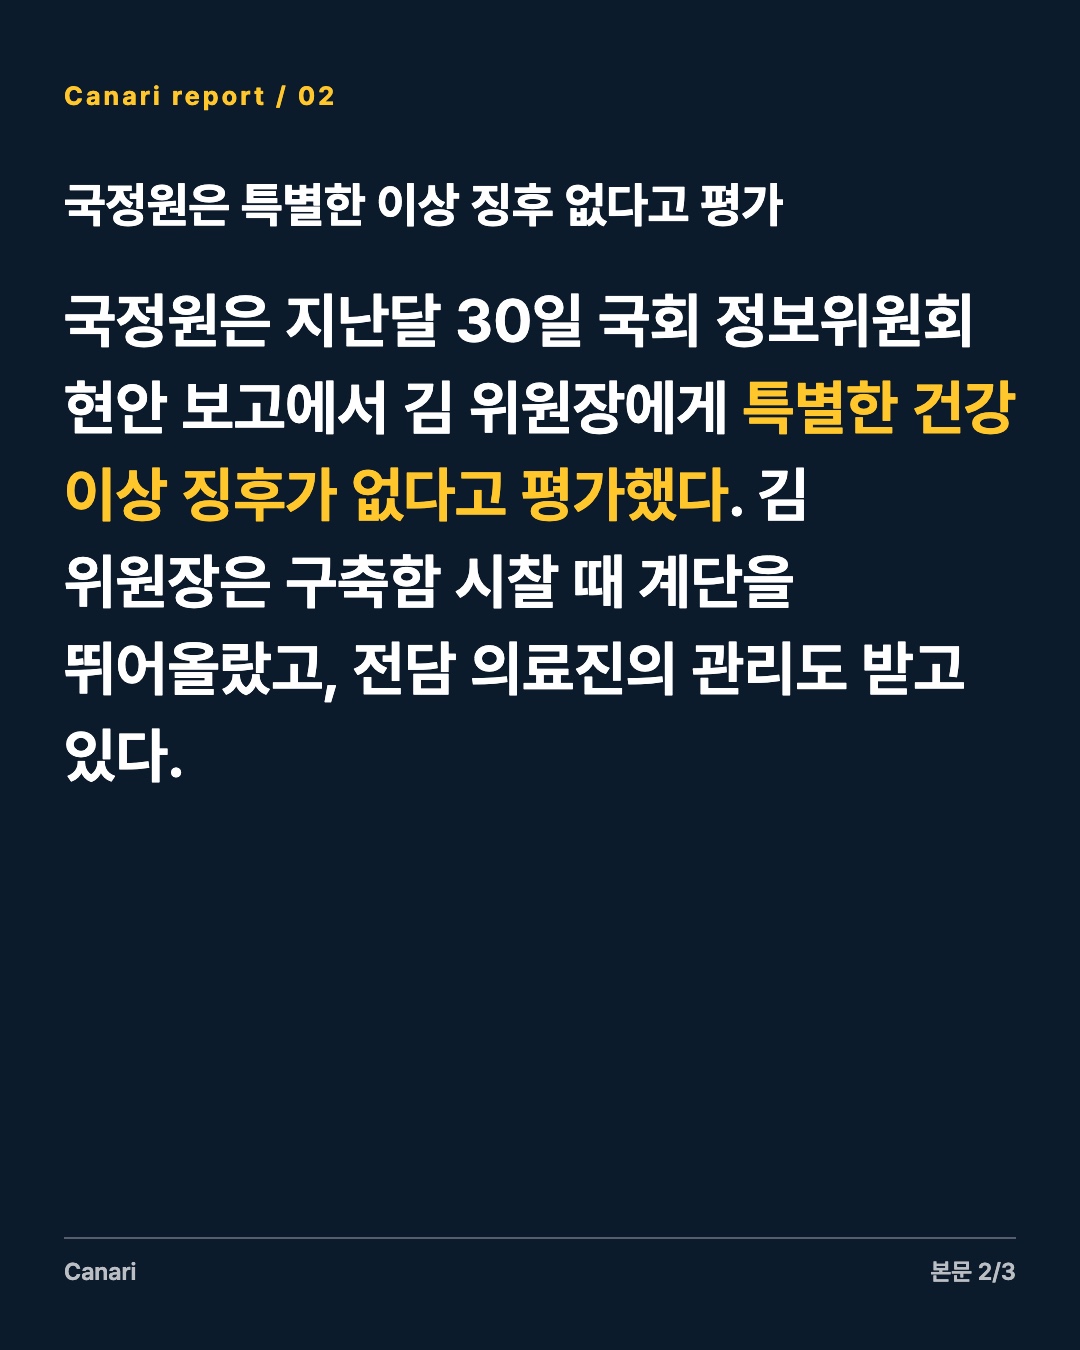 Canari report / 02
국정원은 특별한 이상 징후 없다고 평가
국정원은 지난달 30일 국회 정보위원회
현안 보고에서 김 위원장에게 특별한 건강
이상 징후가 없다고 평가했다. 김
위원장은 구축함 시찰 때 계단을
뛰어올랐고, 전담 의료진의 관리도 받고
있다.
Canari
본문 2/3